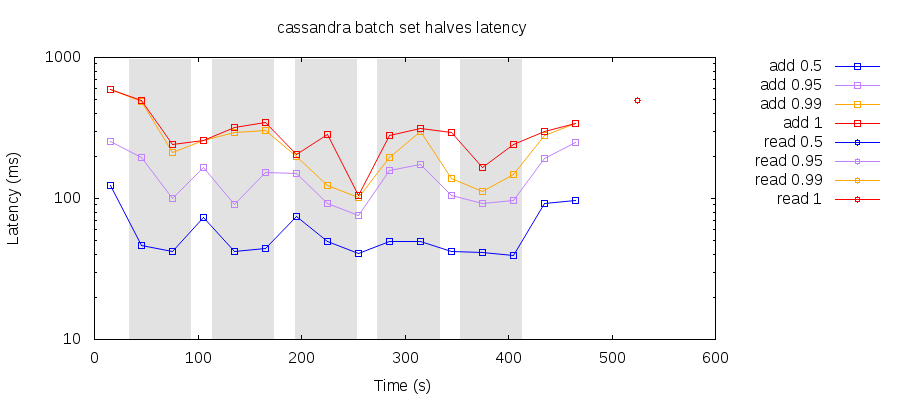 cassandra batch set halves latency
Latency (ms)
1000
100
10
0 100 200 300 400 500 600
Time (s)
add 0.5
add 0.95
add 0.99
add 1
read 0.5
read 0.95
read 0.99
read 1